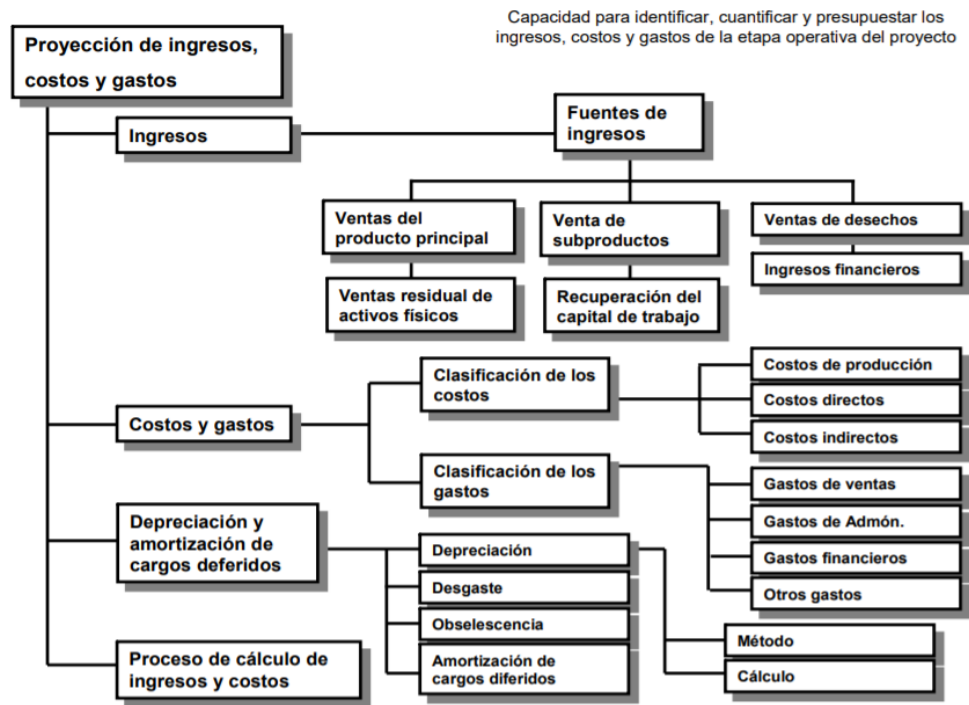 Capacidad para identificar, cuantificar y presupuestar los
ingresos, costos y gastos de la etapa operativa del proyecto
Proyección de ingresos,
costos y gastos
Ingresos
Fuentes de
ingresos
Ventas del
producto principal
Venta de
subproductos
Ventas de desechos
Ventas residual de
activos físicos
Recuperación del
capital de trabajo
Ingresos financieros
Costos y gastos
Clasificación de los
costos
Costos de producción
Costos directos
Costos indirectos
Clasificación de los
gastos
Gastos de ventas
Gastos de Admón.
Gastos financieros
Otros gastos
Depreciación y
amortización de
cargos deferidos
Depreciación
Desgaste
Obselescencia
Amortización de
cargos diferidos
Método
Cálculo
Proceso de cálculo de
ingresos y costos